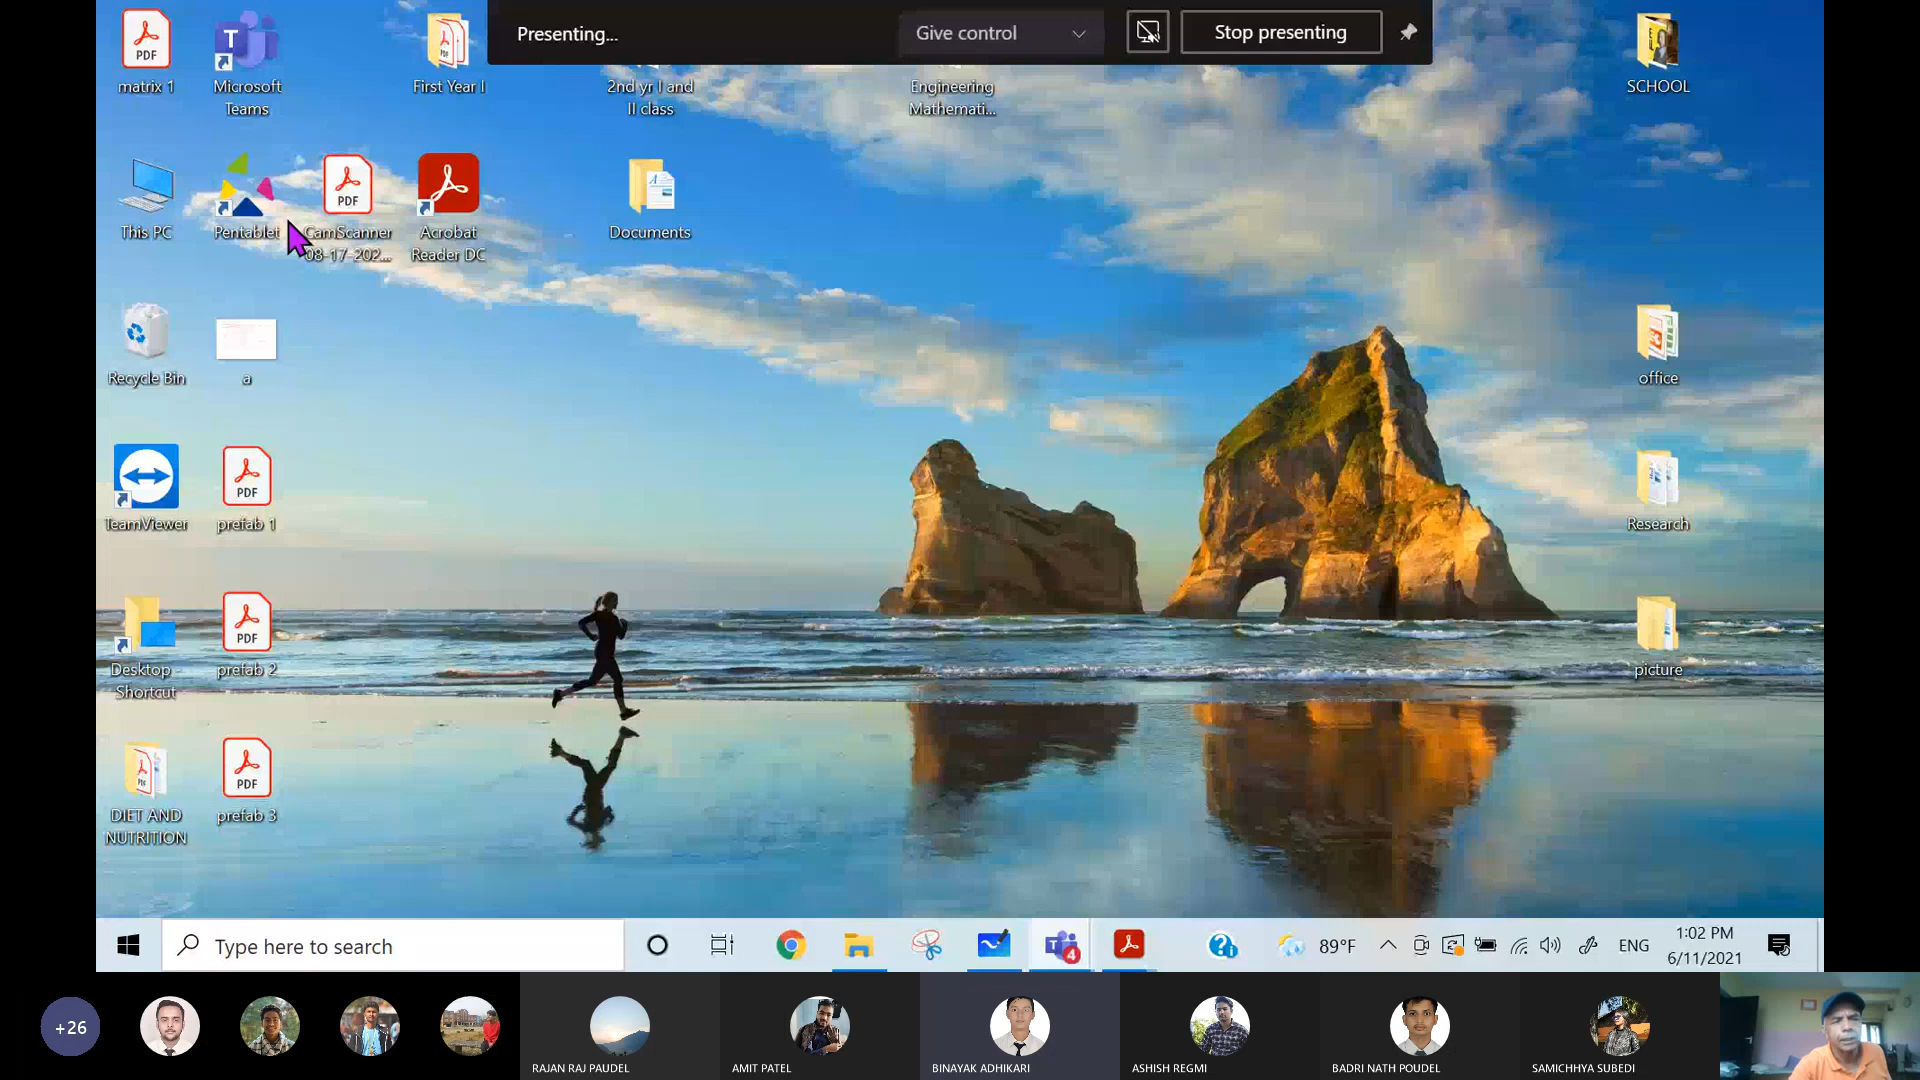 Presenting...
Give control
Stop presenting
PDF
matrix 1
T
Microsoft
Teams
First Year I
2nd yr I and
II class
Engineering
Mathemati...
SCHOOL
This PC
Pentablet
PDF
CamScanner
08-17-202...
Acrobat
Reader DC
Documents
Recycle Bin
a
office
TeamViewer
PDF
prefab 1
Research
Desktop -
Shortcut
PDF
prefab 2
picture
DIET AND
NUTRITION
PDF
prefab 3
Type here to search
4
89°F
ENG
1:02 PM
6/11/2021
+26
RAJAN RAJ PAUDEL
AMIT PATEL
BINAYAK ADHIKARI
ASHISH REGMI
BADRI NATH POUDEL
SAMICHHYA SUBEDI